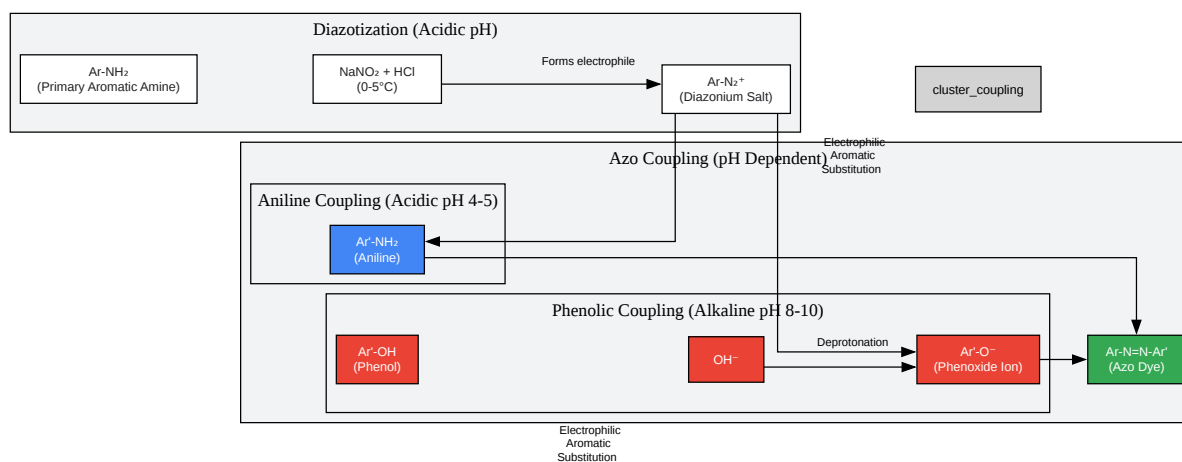 Diazotization (Acidic pH)
Ar-NH₂
(Primary Aromatic Amine)
NaNO₂ + HCl
(0-5°C)
Forms electrophile
Ar-N₂⁺
(Diazonium Salt)
cluster_coupling
Azo Coupling (pH Dependent)
Electrophilic
Aromatic
Substitution
Aniline Coupling (Acidic pH 4-5)
Ar'-NH₂
(Aniline)
Phenolic Coupling (Alkaline pH 8-10)
Ar'-OH
(Phenol)
OH⁻
Deprotonation
Ar'-O⁻
(Phenoxide Ion)
Ar-N=N-Ar'
(Azo Dye)
Electrophilic
Aromatic
Substitution